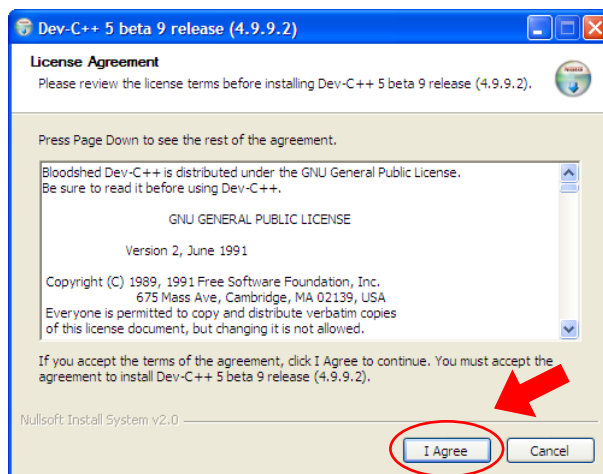 Dev-C++ 5 beta 9 release (4.9.9.2)
License Agreement
Please review the license terms before installing Dev-C++ 5 beta 9 release (4.9.9.2).
Press Page Down to see the rest of the agreement.
Bloodshed Dev-C++ is distributed under the GNU General Public License.
Be sure to read it before using Dev-C++.
GNU GENERAL PUBLIC LICENSE
Version 2, June 1991
Copyright (C) 1989, 1991 Free Software Foundation, Inc.
675 Mass Ave, Cambridge, MA 02139, USA
Everyone is permitted to copy and distribute verbatim copies
of this license document, but changing it is not allowed.
If you accept the terms of the agreement, click I Agree to continue. You must accept the
agreement to install Dev-C++ 5 beta 9 release (4.9.9.2).
Nullsoft Install System v2.0
I Agree
Cancel